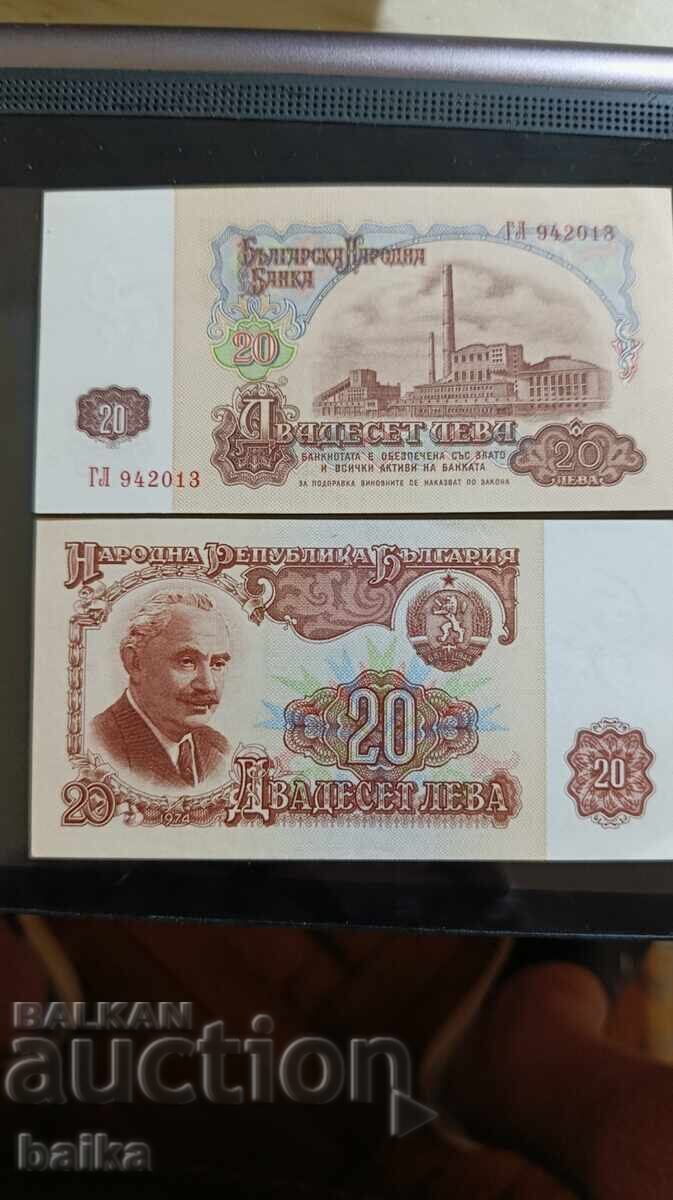 ГЛ 942013
БЪЛГАРСКА НАРОДНА
БАНКА
20
20
ДВАДЕСЕТ ЛЕВА
БАНКНОТАТА Е ОБЕЗПЕЧЕНА СЪС ЗЛАТО
И ВСИЧКИ АКТИВИ НА БАНКАТА
20
ЛЕВА
ГЛ 942013
ЗА ПОДПРАВКА ВИНОВНИТЕ СЕ НАКАЗВАТ ПО ЗАКОНА
НАРОДНА РЕПУБЛИКА БЪЛГАРИЯ
20
20
20
1974
ДВАДЕСЕТ ЛЕВА
BALKAN
auction
baika